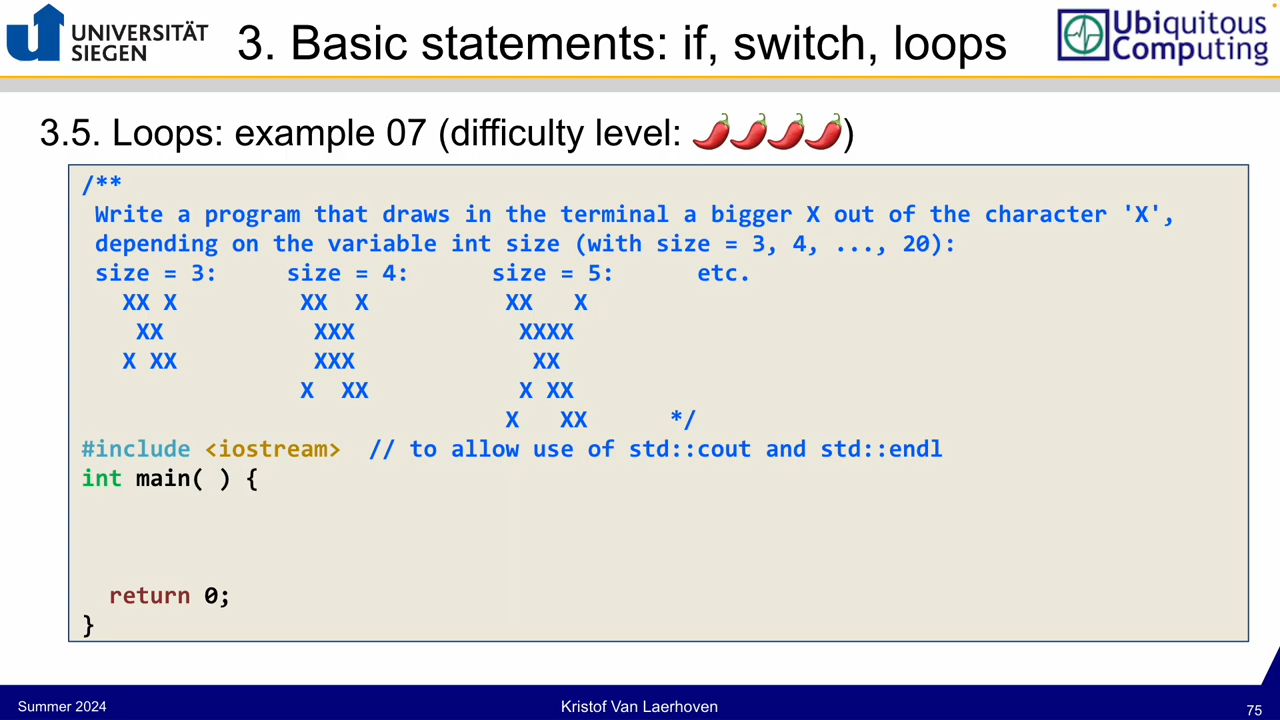 UNIVERSITÄT
SIEGEN
3. Basic statements: if, switch, loops
Ubiquitous
Computing
3.5. Loops: example 07 (difficulty level: 🌶🌶🌶🌶)
/**
 Write a program that draws in the terminal a bigger X out of the character 'X',
 depending on the variable int size (with size = 3, 4, ..., 20):
 size = 3:     size = 4:      size = 5:      etc.
   XX X         XX  X          XX   X
    XX           XXX            XXXX
   X XX          XXX             XX
                X  XX           X XX
                               X   XX      */
#include <iostream>  // to allow use of std::cout and std::endl
int main( ) {
  return 0;
}
Summer 2024
Kristof Van Laerhoven
75